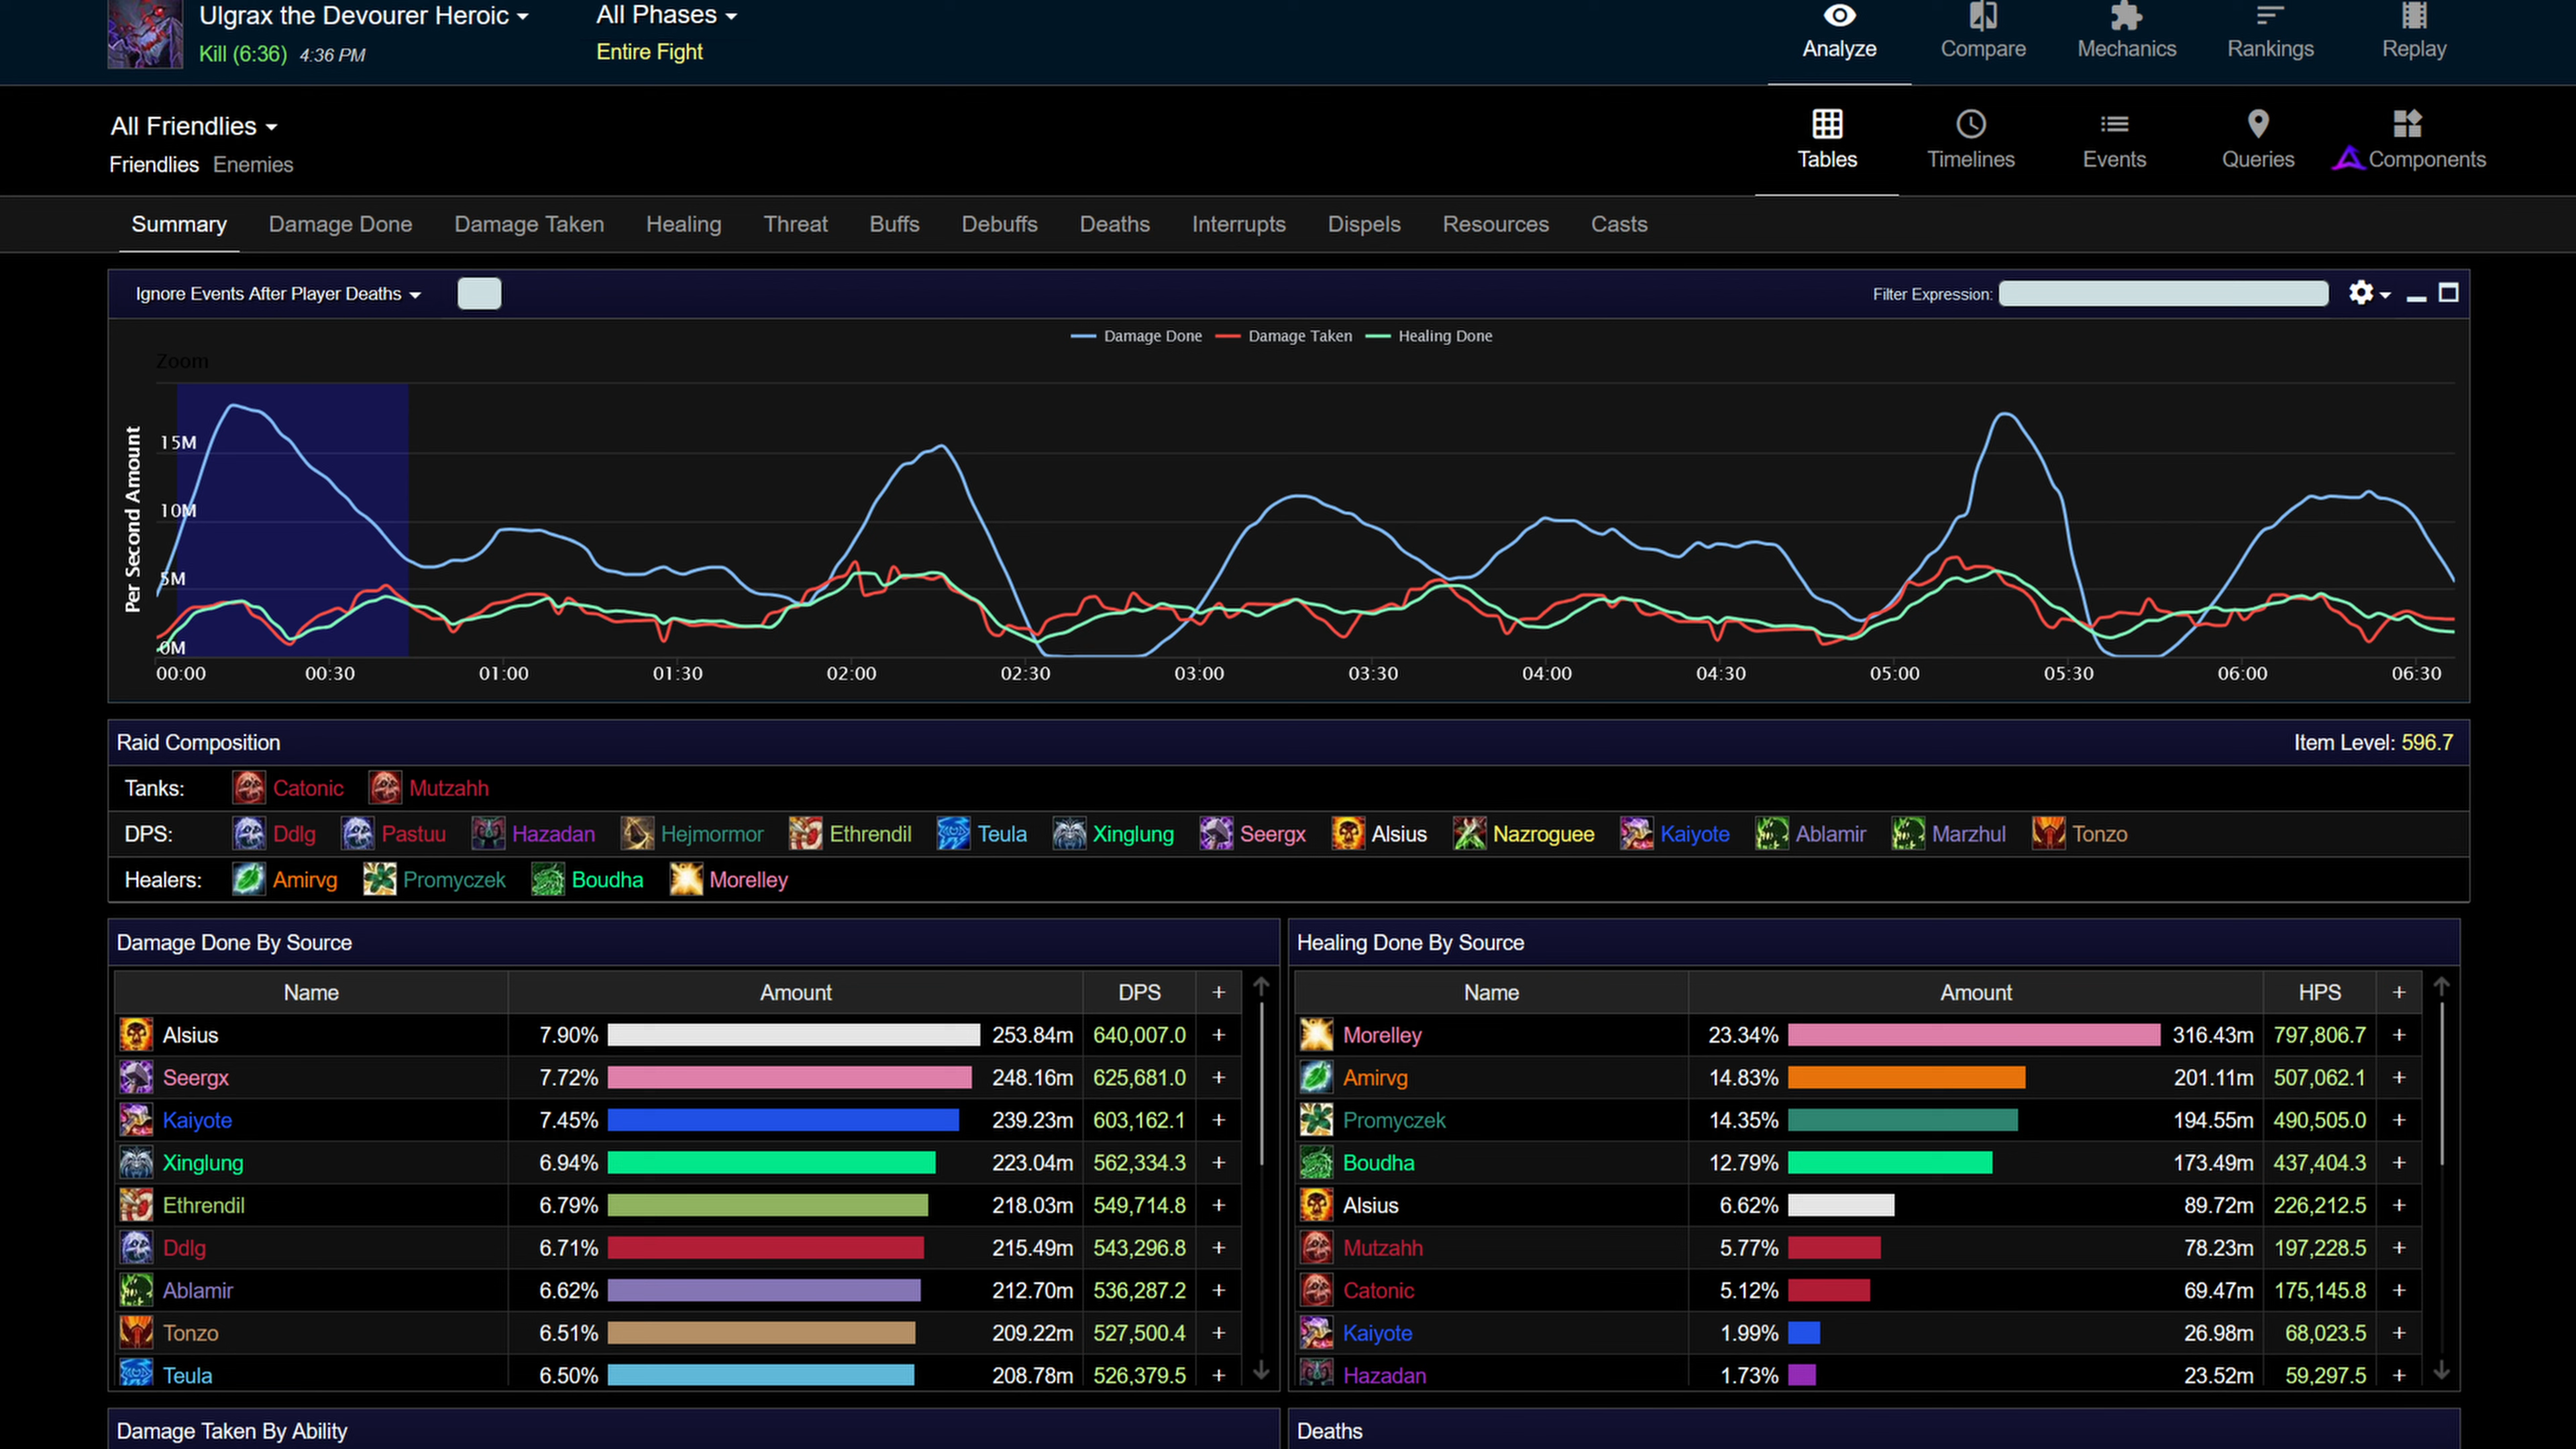 Ulgrax the Devourer Heroic
All Phases
Kill (6:36) 4:36 PM
Entire Fight
Analyze
Compare
Mechanics
Rankings
Replay
All Friendlies
Friendlies Enemies
Tables
Timelines
Events
Queries
Components
Summary Damage Done Damage Taken Healing Threat Buffs Debuffs Deaths Interrupts Dispels Resources Casts
Ignore Events After Player Deaths
Filter Expression:
Damage Done Damage Taken Healing Done
Zoom
Per Second Amount
15M
10M
5M
0M
00:00 00:30 01:00 01:30 02:00 02:30 03:00 03:30 04:00 04:30 05:00 05:30 06:00 06:30
Raid Composition
Item Level: 596.7
Tanks: Catonic Mutzahh
DPS: Ddlg Pastuu Hazadan Hejmormor Ethrendil Teula Xinglung Seergx Alsius Nazroguee Kaiyote Ablamir Marzhul Tonzo
Healers: Amirvg Promyczek Boudha Morelley
Damage Done By Source
Name Amount DPS +
Alsius 7.90% 253.84m 640,007.0 +
Seergx 7.72% 248.16m 625,681.0 +
Kaiyote 7.45% 239.23m 603,162.1 +
Xinglung 6.94% 223.04m 562,334.3 +
Ethrendil 6.79% 218.03m 549,714.8 +
Ddlg 6.71% 215.49m 543,296.8 +
Ablamir 6.62% 212.70m 536,287.2 +
Tonzo 6.51% 209.22m 527,500.4 +
Teula 6.50% 208.78m 526,379.5 +
Healing Done By Source
Name Amount HPS +
Morelley 23.34% 316.43m 797,806.7 +
Amirvg 14.83% 201.11m 507,062.1 +
Promyczek 14.35% 194.55m 490,505.0 +
Boudha 12.79% 173.49m 437,404.3 +
Alsius 6.62% 89.72m 226,212.5 +
Mutzahh 5.77% 78.23m 197,228.5 +
Catonic 5.12% 69.47m 175,145.8 +
Kaiyote 1.99% 26.98m 68,023.5 +
Hazadan 1.73% 23.52m 59,297.5 +
Damage Taken By Ability
Deaths